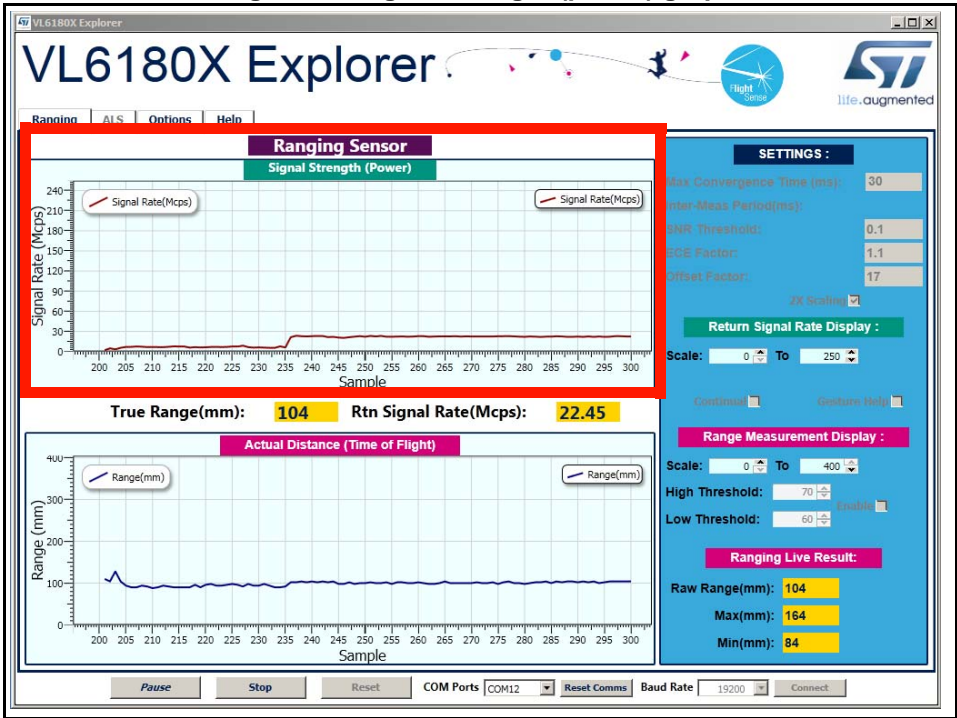 VL6180X Explorer
VL6180X Explorer
Flight
Sense
life.augmented
Ranging ALS Options Help
Ranging Sensor
Signal Strength (Power)
Signal Rate(Mcps)
Signal Rate(Mcps)
Signal Rate (Mcps)
240
210
180
150
120
90
60
30
0
200 205 210 215 220 225 230 235 240 245 250 255 260 265 270 275 280 285 290 295 300
Sample
True Range(mm): 104 Rtn Signal Rate(Mcps): 22.45
Actual Distance (Time of Flight)
Range(mm)
Range(mm)
Range (mm)
400
300
200
100
0
200 205 210 215 220 225 230 235 240 245 250 255 260 265 270 275 280 285 290 295 300
Sample
SETTINGS :
Max Convergence Time (ms): 30
Inter-Meas Period(ms):
SNR Threshold: 0.1
ECE Factor: 1.1
Offset Factor: 17
2X Scaling
Return Signal Rate Display :
Scale: 0 To 250
Continual Gesture Help
Range Measurement Display :
Scale: 0 To 400
High Threshold: 70
Enable
Low Threshold: 60
Ranging Live Result:
Raw Range(mm): 104
Max(mm): 164
Min(mm): 84
Pause Stop Reset COM Ports COM12 Reset Comms Baud Rate 19200 Connect